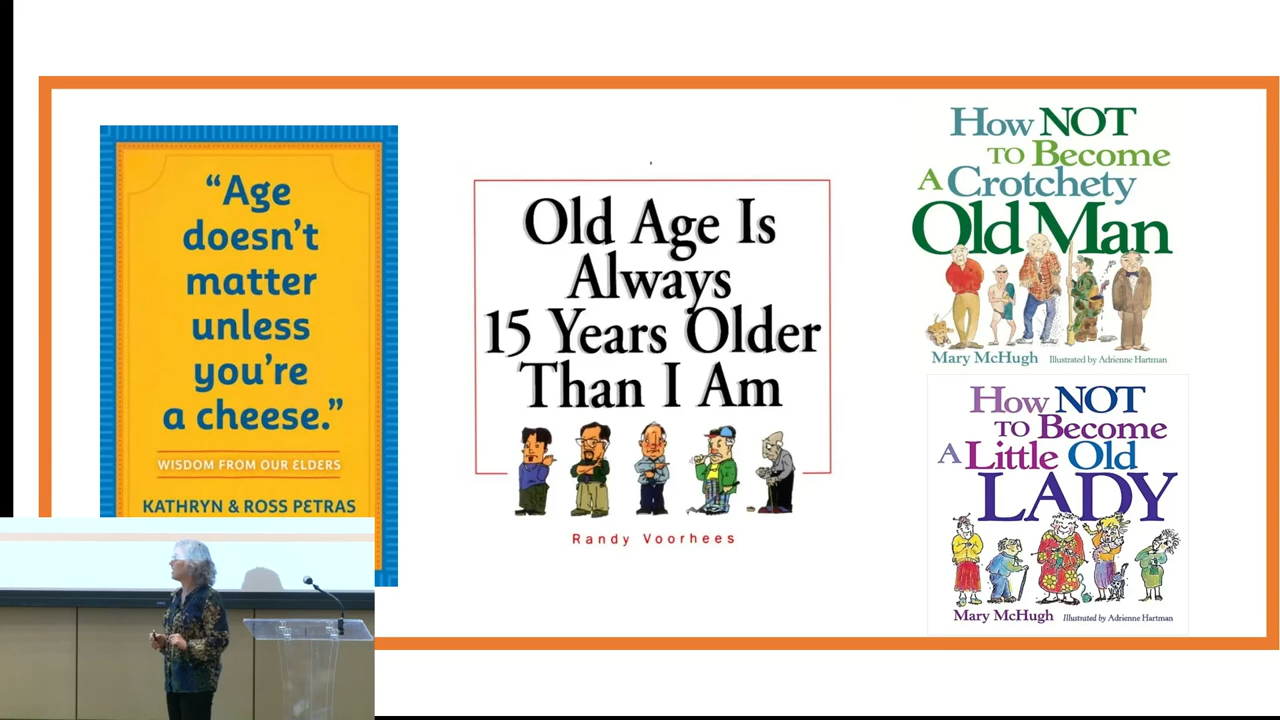 “Age
doesn’t
matter
unless
you’re
a cheese.”
WISDOM FROM OUR ELDERS
KATHRYN & ROSS PETRAS
Old Age Is
Always
15 Years Older
Than I Am
Randy Voorhees
How NOT
TO Become
A Crotchety
Old Man
Mary McHugh Illustrated by Adrienne Hartman
How NOT
TO Become
A Little Old
LADY
Mary McHugh Illustrated by Adrienne Hartman